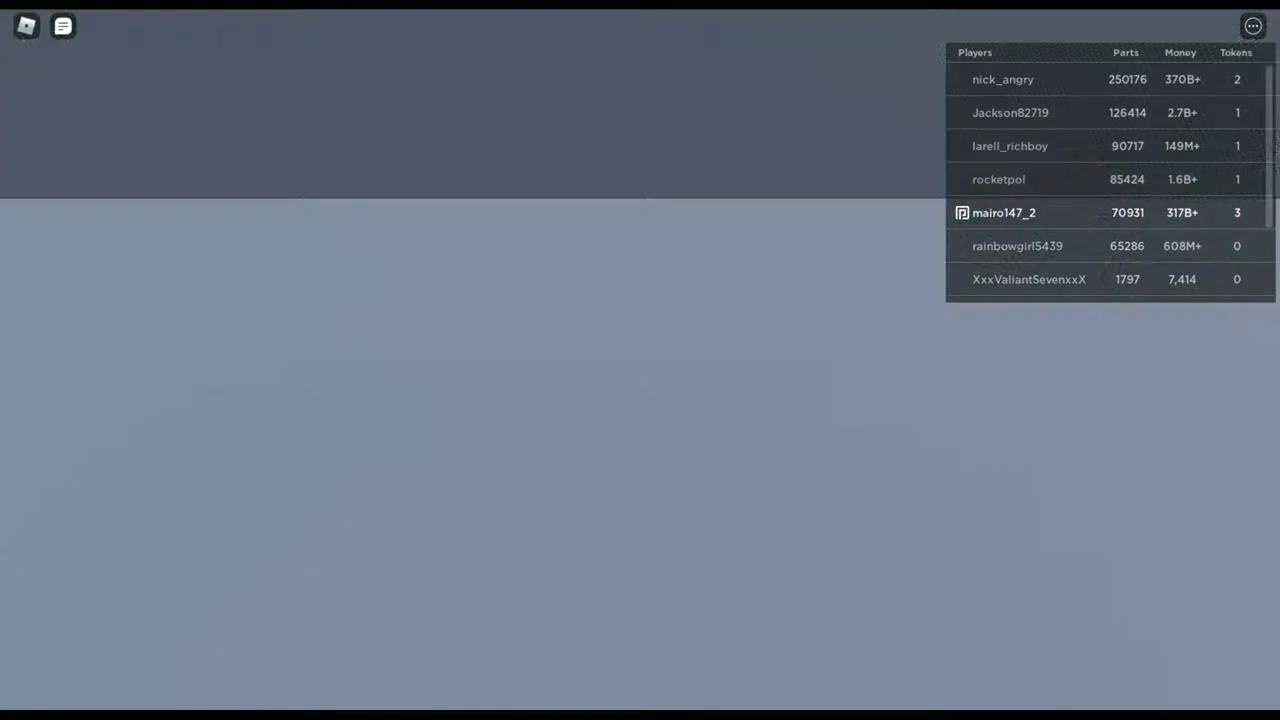 Players Parts Money Tokens
nick_angry 250176 370B+ 2
Jackson82719 126414 2.7B+ 1
larell_richboy 90717 149M+ 1
rocketpol 85424 1.6B+ 1
mairo147_2 70931 317B+ 3
rainbowgirl5439 65286 608M+ 0
XxxValiantSevenxxX 1797 7,414 0